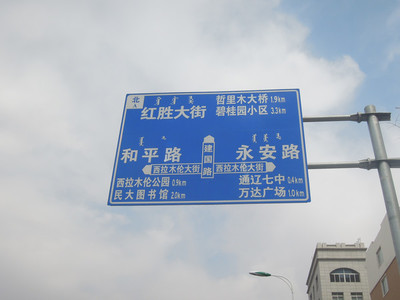 北
红胜大街
哲里木大桥 1.9km
碧桂园小区 3.3km
和平路
建国路
永安路
西拉木伦大街
西拉木伦大街
西拉木伦公园 0.9km
民大图书馆 2.0km
通辽七中 0.4km
万达广场 1.0km